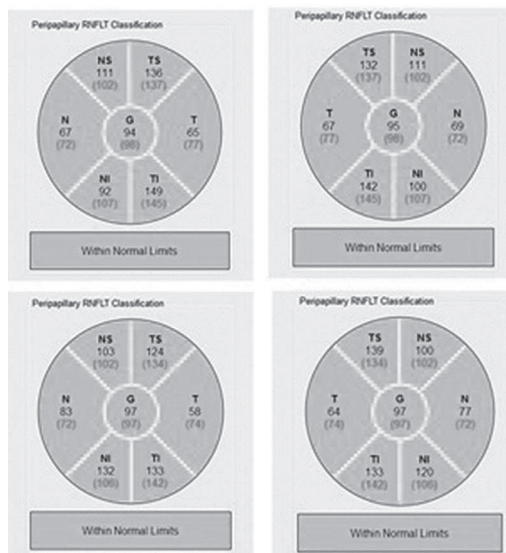 Peripapillary RNFLT Classification
NS TS
111 136
(102) (137)
N G T
67 94 65
(72) (98) (77)
NI TI
92 149
(107) (145)
Within Normal Limits
Peripapillary RNFLT Classification
TS NS
132 111
(137) (102)
T G N
67 95 69
(77) (98) (72)
TI NI
142 100
(145) (107)
Within Normal Limits
Peripapillary RNFLT Classification
NS TS
103 124
(102) (134)
N G T
83 97 58
(72) (97) (74)
NI TI
132 133
(106) (142)
Within Normal Limits
Peripapillary RNFLT Classification
TS NS
139 100
(134) (102)
T G N
64 97 77
(74) (97) (72)
TI NI
133 120
(142) (106)
Within Normal Limits